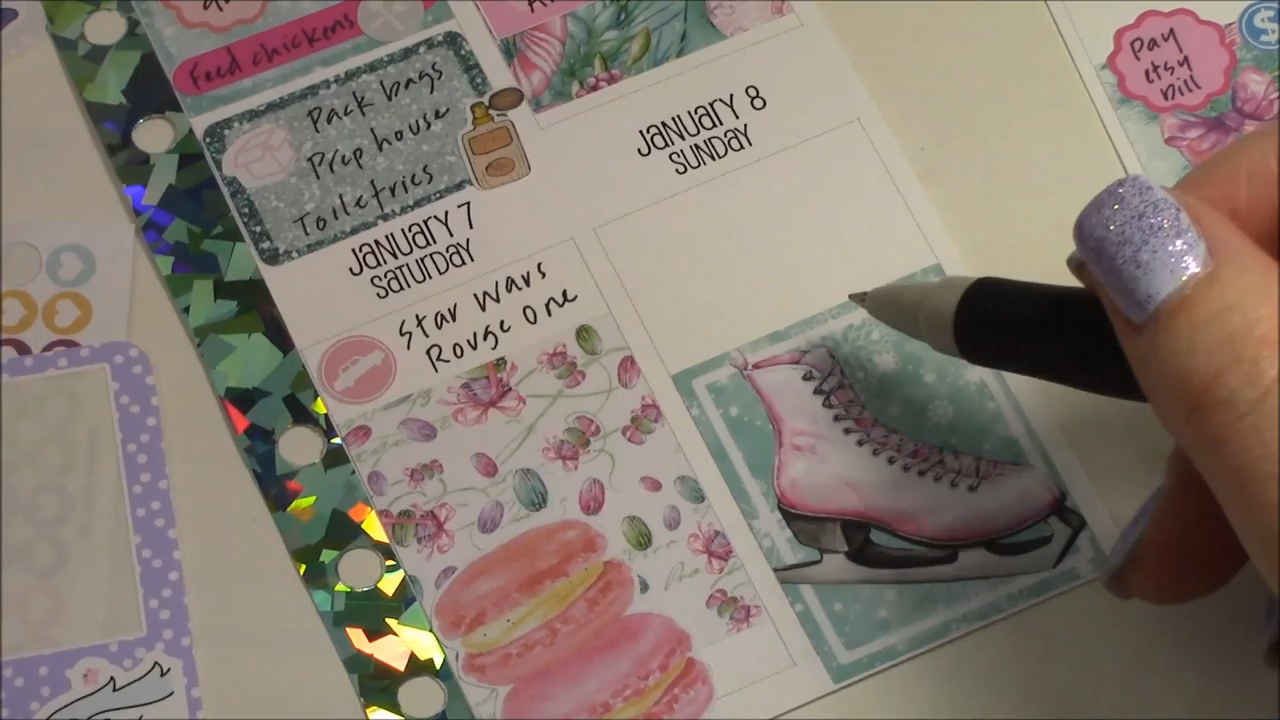 Feed chickens
Pack bags
Prep house
Toiletries
January 7
Saturday
Star Wars
Rouge One
January 8
Sunday
Pay
etsy
bill
$